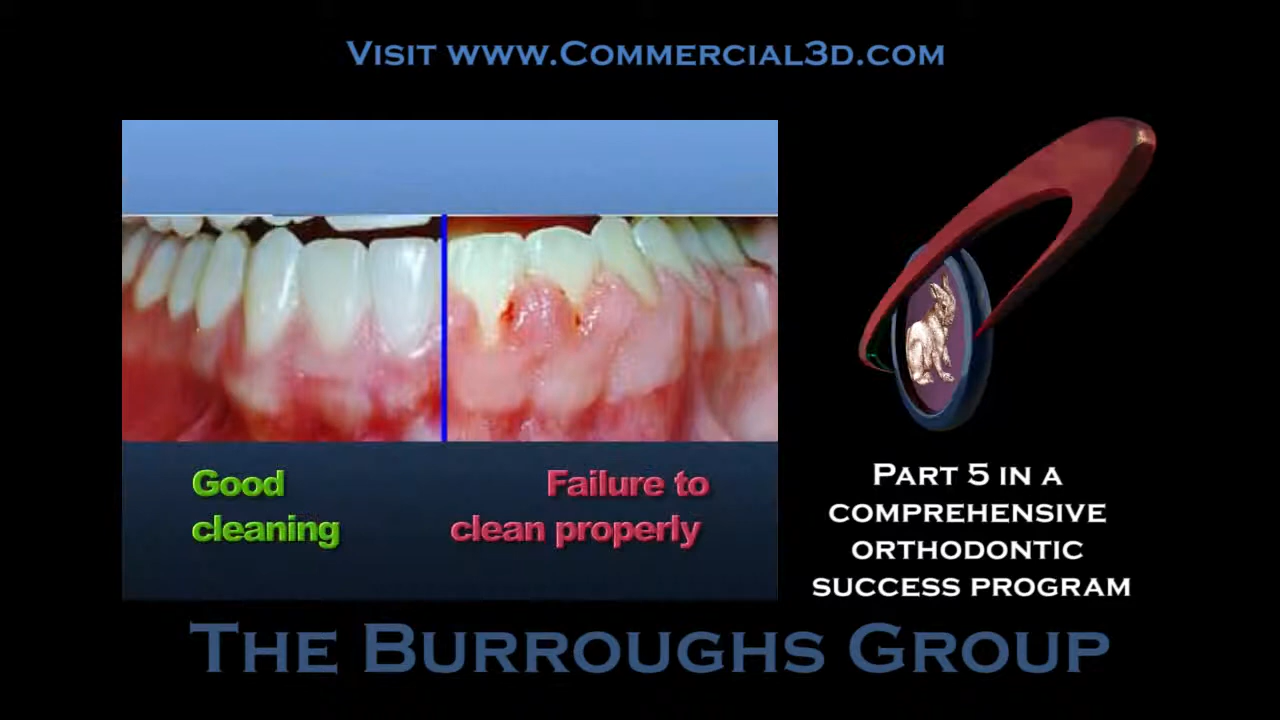 Visit www.Commercial3d.com
Good
cleaning
Failure to
clean properly
Part 5 in a
comprehensive
orthodontic
success program
The Burroughs Group